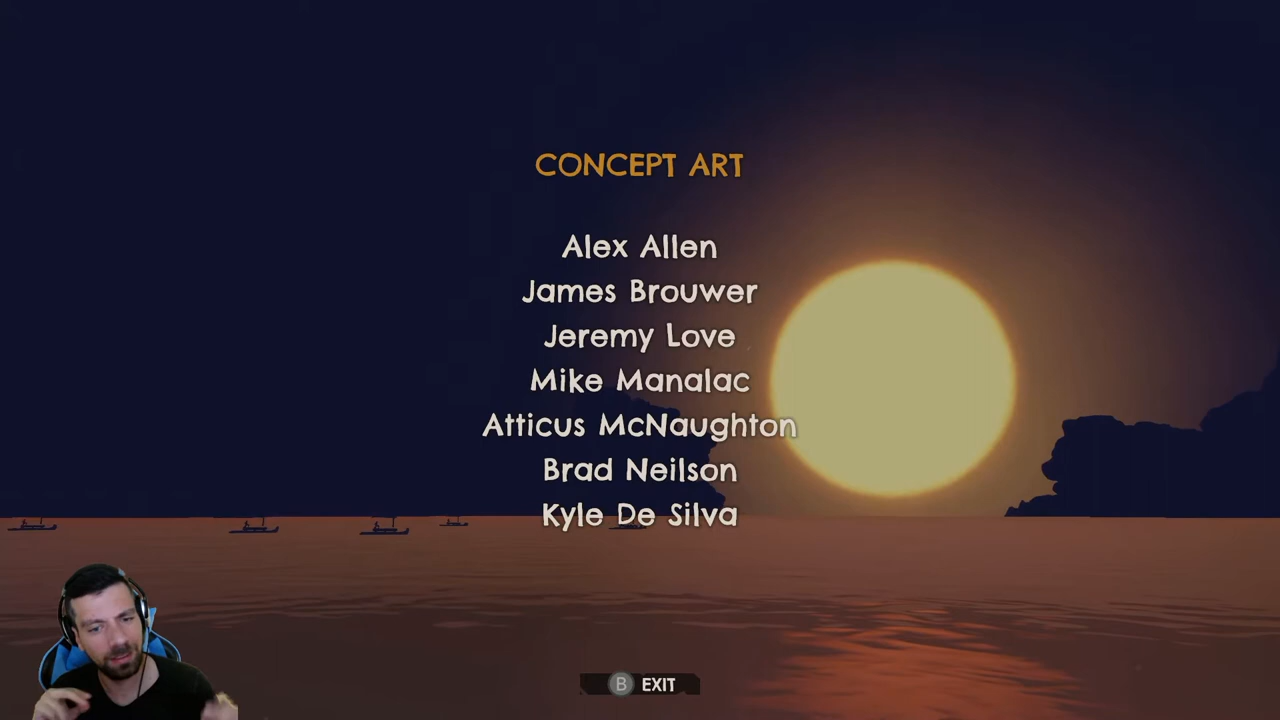 CONCEPT ART
Alex Allen
James Brouwer
Jeremy Love
Mike Manalac
Atticus McNaughton
Brad Neilson
Kyle De Silva
B EXIT